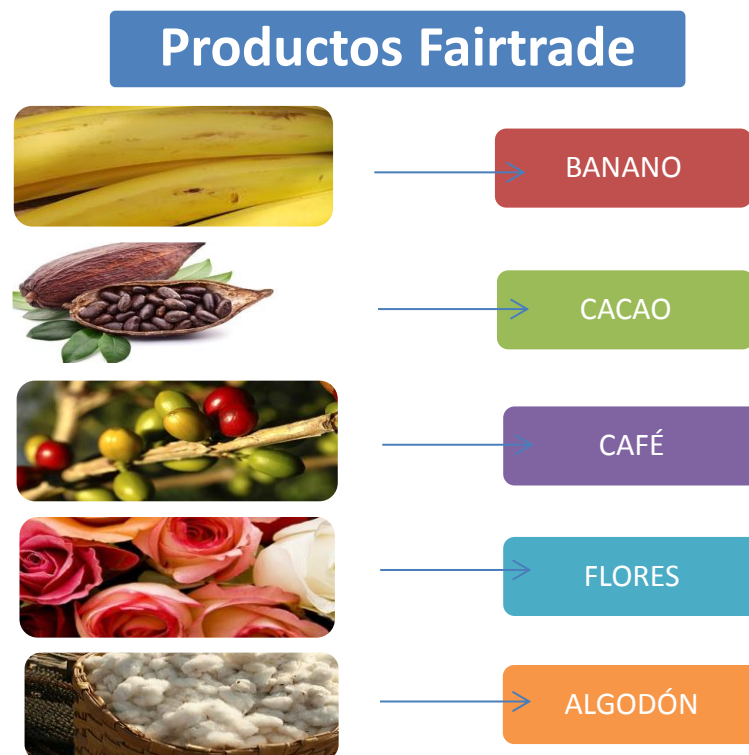 Productos Fairtrade
BANANO
CACAO
CAFÉ
FLORES
ALGODÓN